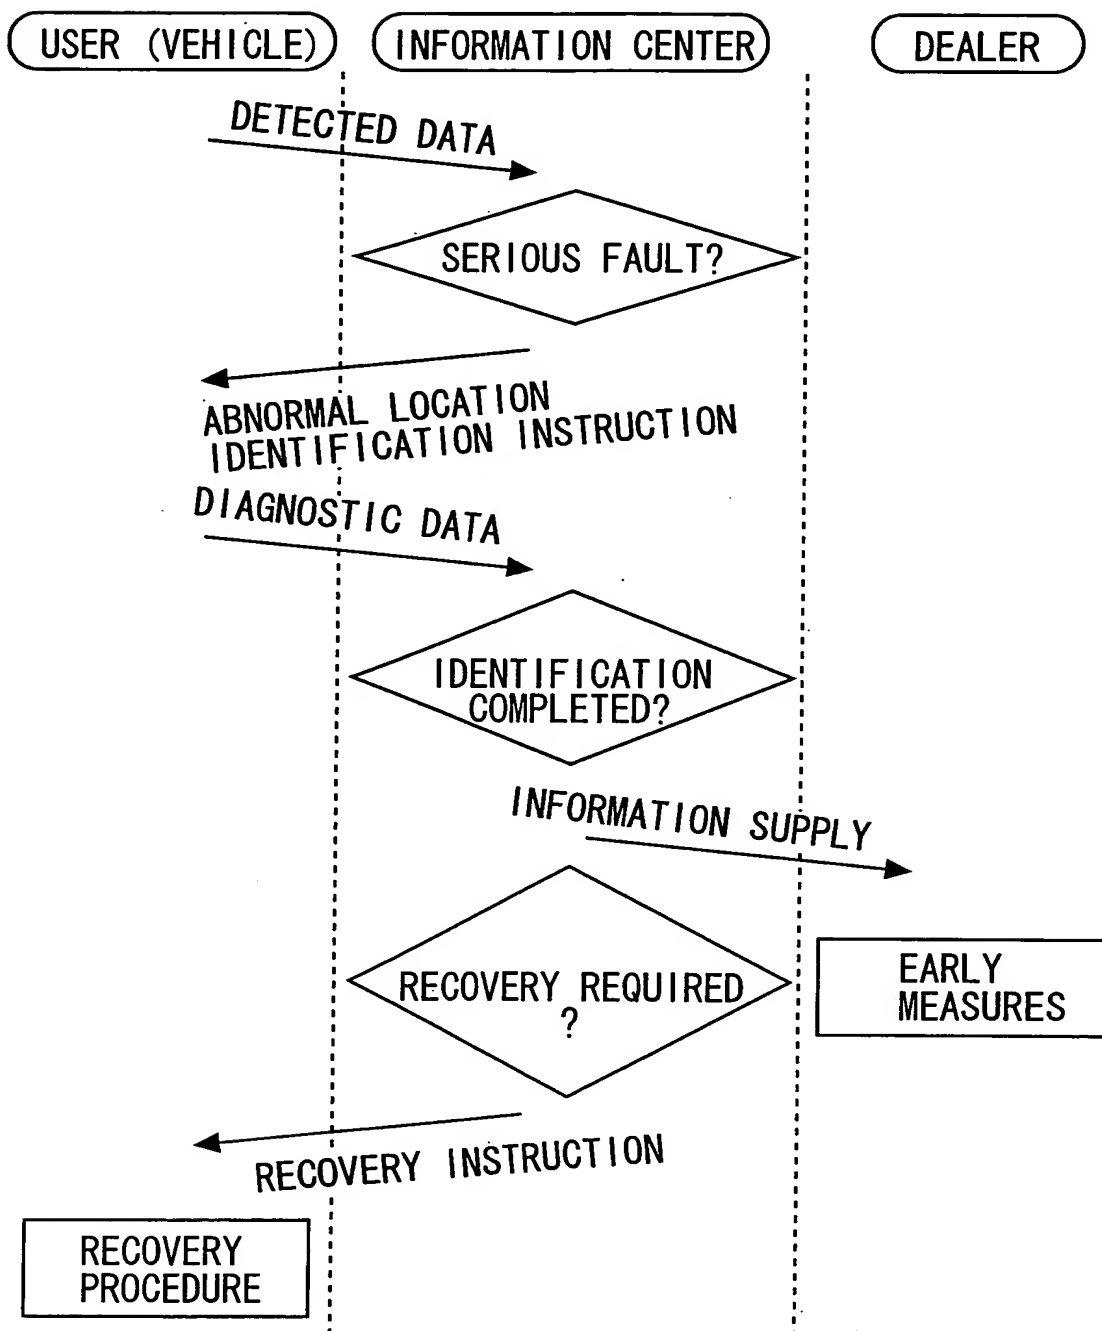 USER (VEHICLE)
INFORMATION CENTER
DEALER
DETECTED DATA
SERIOUS FAULT?
ABNORMAL LOCATION
IDENTIFICATION INSTRUCTION
DIAGNOSTIC DATA
IDENTIFICATION
COMPLETED?
INFORMATION SUPPLY
RECOVERY REQUIRED
?
EARLY
MEASURES
RECOVERY INSTRUCTION
RECOVERY
PROCEDURE